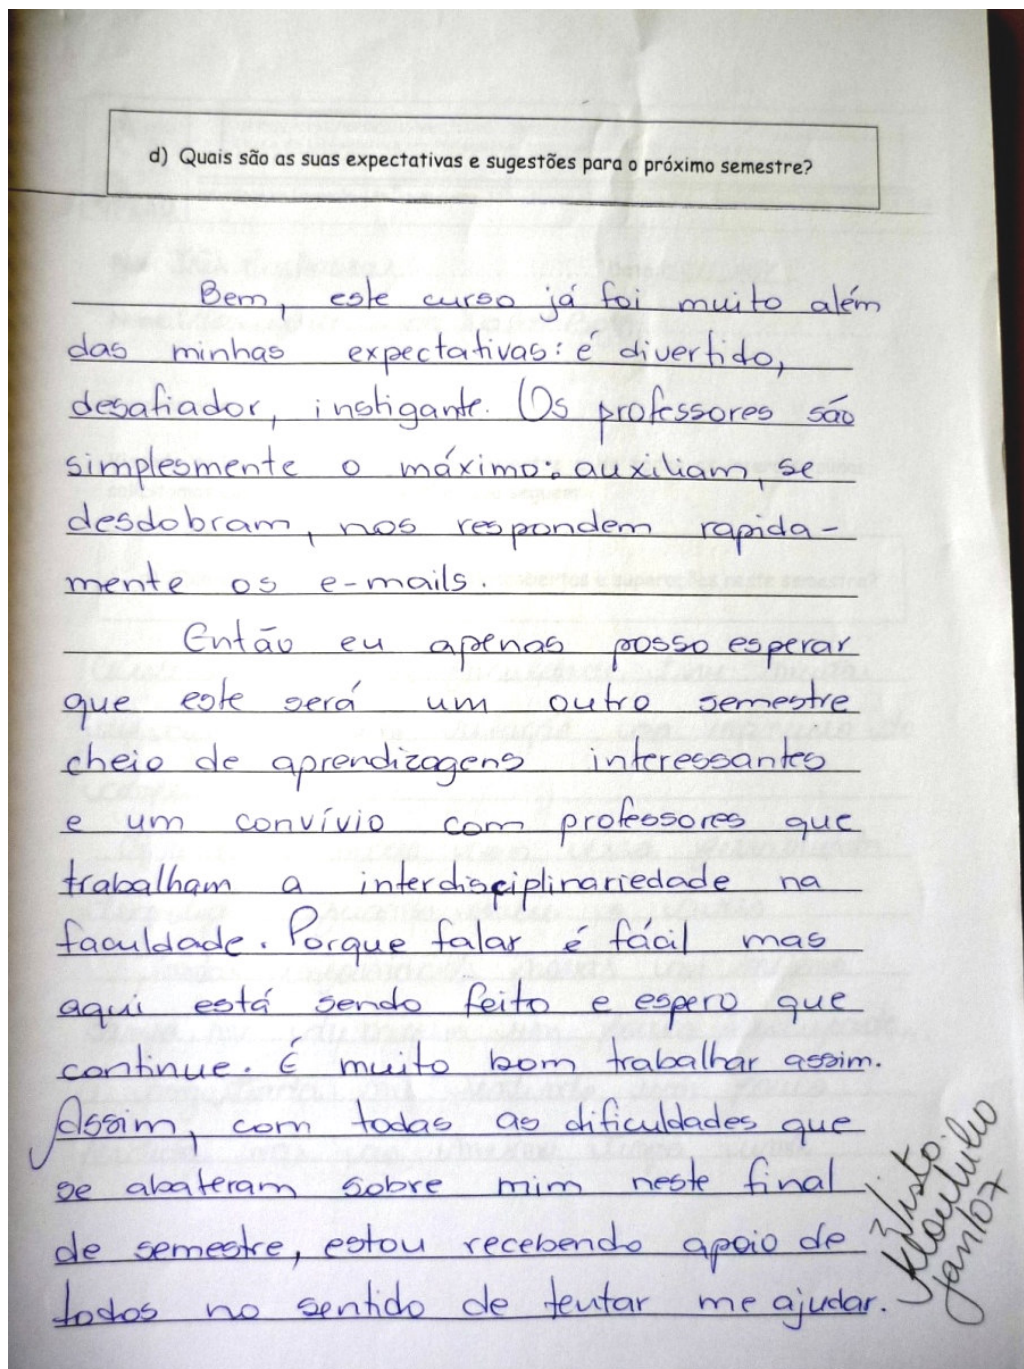 d) Quais são as suas expectativas e sugestões para o próximo semestre?
Bem, este curso já foi muito além
das minhas expectativas: é divertido,
desafiador, instigante. Os professores são
simplesmente o máximo: auxiliam, se
desdobram, nos respondem rapida-
mente os e-mails.
Então eu apenas posso esperar
que este será um outro semestre
cheio de aprendizagens interessantes
e um convívio com professores que
trabalham a interdisciplinariedade na
faculdade. Porque falar é fácil mas
aqui está sendo feito e espero que
continue. É muito bom trabalhar assim.
Assim, com todas as dificuldades que
se abateram sobre mim neste final
de semestre, estou recebendo apoio de
todos no sentido de tentar me ajudar.
Visto
jan/07